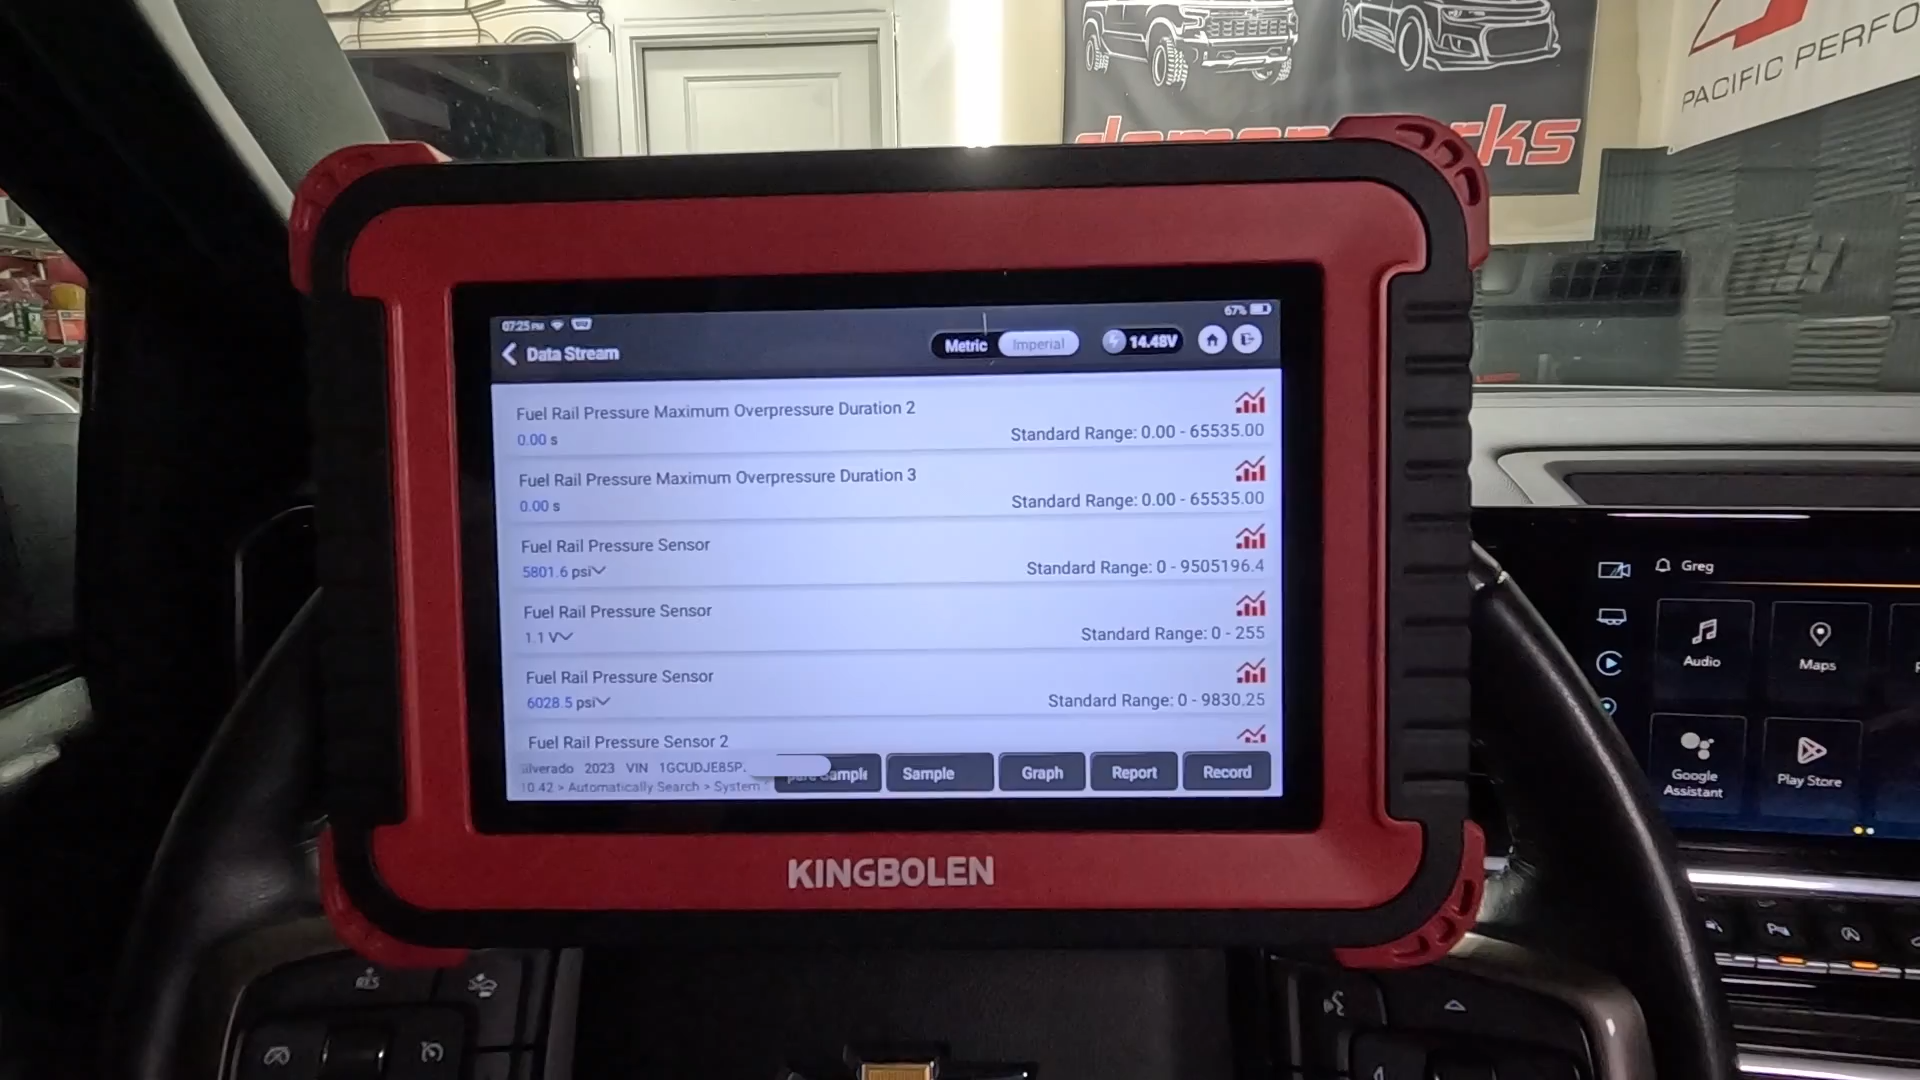 PACIFIC PERFO
rks
07:25 PM
67%
Data Stream
Metric
Imperial
14.48V
Fuel Rail Pressure Maximum Overpressure Duration 2
0.00 s
Standard Range: 0.00 - 65535.00
Fuel Rail Pressure Maximum Overpressure Duration 3
0.00 s
Standard Range: 0.00 - 65535.00
Fuel Rail Pressure Sensor
5801.6 psi
Standard Range: 0 - 9505196.4
Fuel Rail Pressure Sensor
1.1 V
Standard Range: 0 - 255
Fuel Rail Pressure Sensor
6028.5 psi
Standard Range: 0 - 9830.25
Fuel Rail Pressure Sensor 2
ilverado 2023 VIN 1GCUDJE85P
10.42 > Automatically Search > System
Sample
Graph
Report
Record
KINGBOLEN
Greg
Audio
Maps
Google
Assistant
Play Store
RES